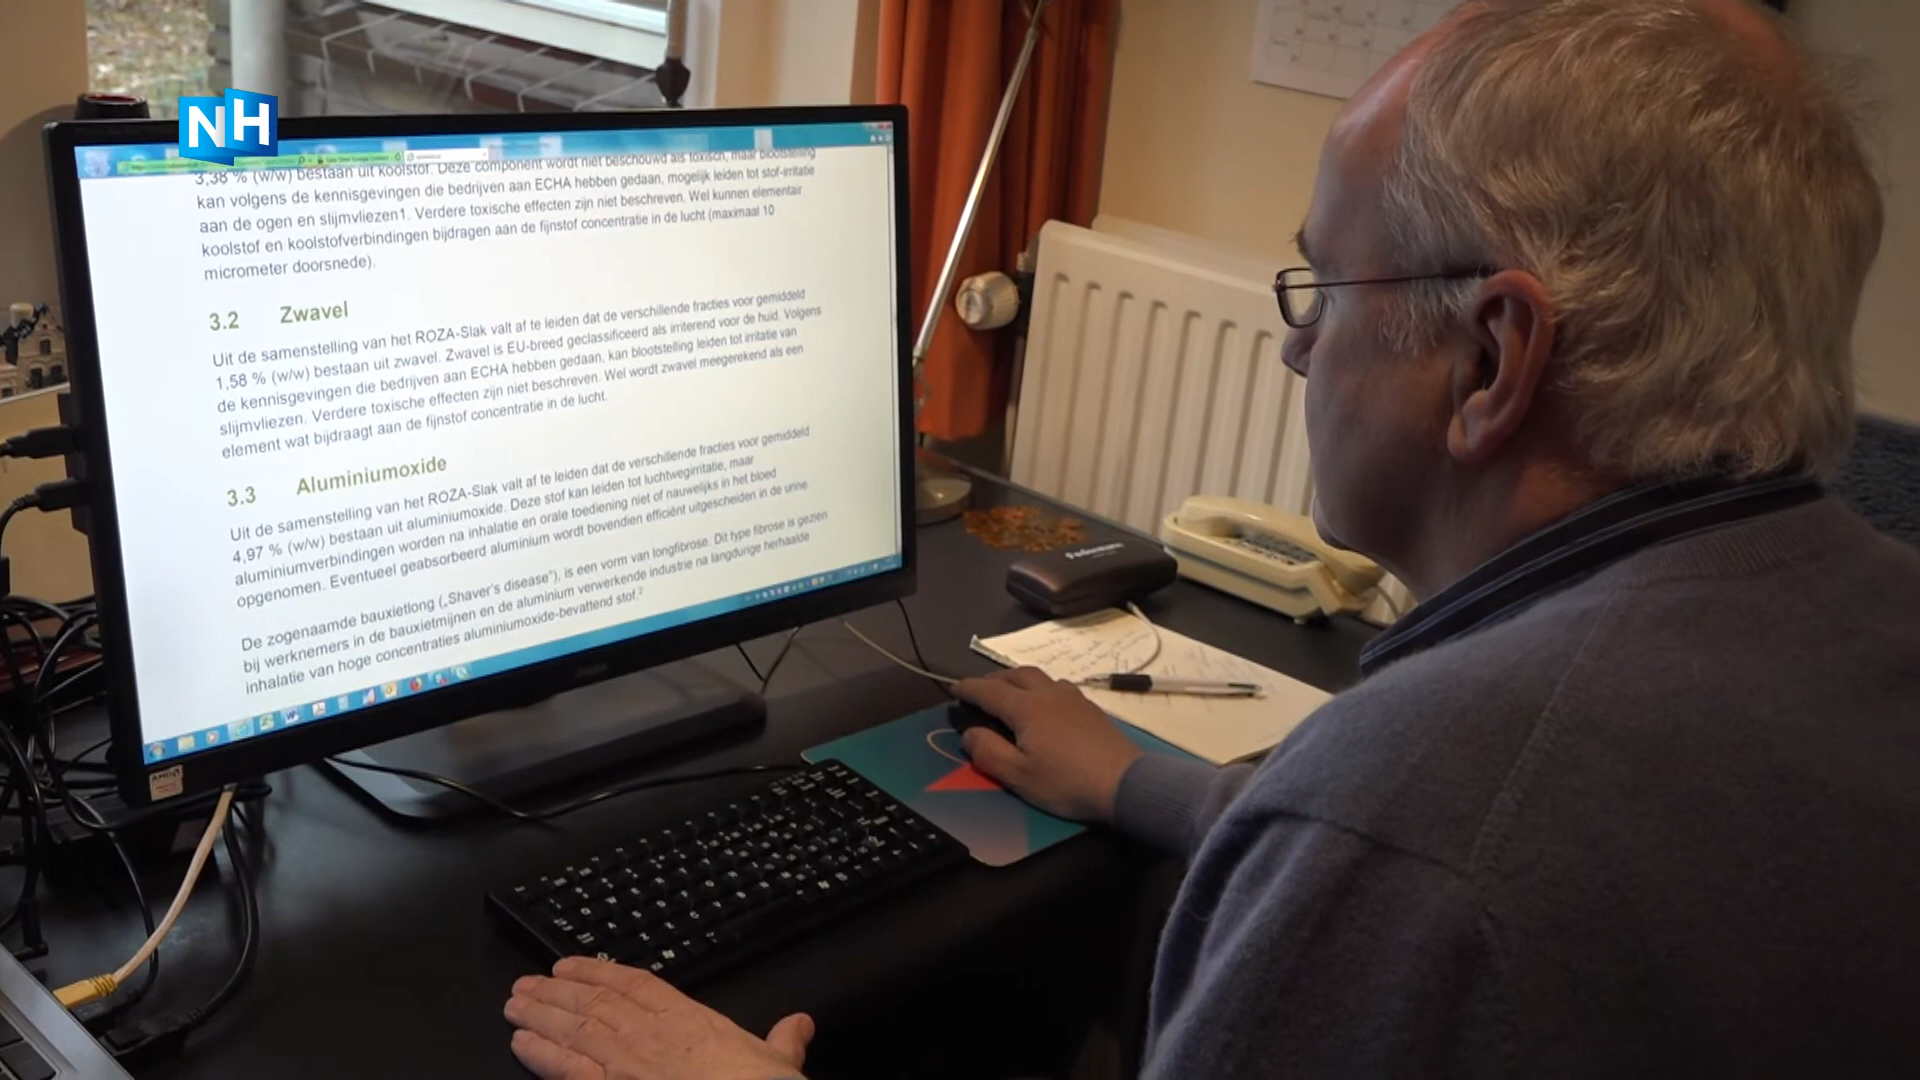 NH
3,38 % (w/w) bestaan uit koolstof. Deze component wordt niet beschouwd als toxisch, maar blootstelling
kan volgens de kennisgevingen die bedrijven aan ECHA hebben gedaan, mogelijk leiden tot stof-irritatie
aan de ogen en slijmvliezen1. Verdere toxische effecten zijn niet beschreven. Wel kunnen elementair
koolstof en koolstofverbindingen bijdragen aan de fijnstof concentratie in de lucht (maximaal 10
micrometer doorsnede).
3.2 Zwavel
Uit de samenstelling van het ROZA-Slak valt af te leiden dat de verschillende fracties voor gemiddeld
1,58 % (w/w) bestaan uit zwavel. Zwavel is EU-breed geclassificeerd als irriterend voor de huid. Volgens
de kennisgevingen die bedrijven aan ECHA hebben gedaan, kan blootstelling leiden tot irritatie van
slijmvliezen. Verdere toxische effecten zijn niet beschreven. Wel wordt zwavel meegerekend als een
element wat bijdraagt aan de fijnstof concentratie in de lucht.
3.3 Aluminiumoxide
Uit de samenstelling van het ROZA-Slak valt af te leiden dat de verschillende fracties voor gemiddeld
4,97 % (w/w) bestaan uit aluminiumoxide. Deze stof kan leiden tot luchtwegirritatie, maar
aluminiumverbindingen worden na inhalatie en orale toediening niet of nauwelijks in het bloed
opgenomen. Eventueel geabsorbeerd aluminium wordt bovendien efficiënt uitgescheiden in de urine.
De zogenaamde bauxietlong („Shaver's disease"), is een vorm van longfibrose. Dit type fibrose is gezien
bij werknemers in de bauxietmijnen en de aluminium verwerkende industrie na langdurige herhaalde
inhalatie van hoge concentraties aluminiumoxide-bevattend stof.²
AMD